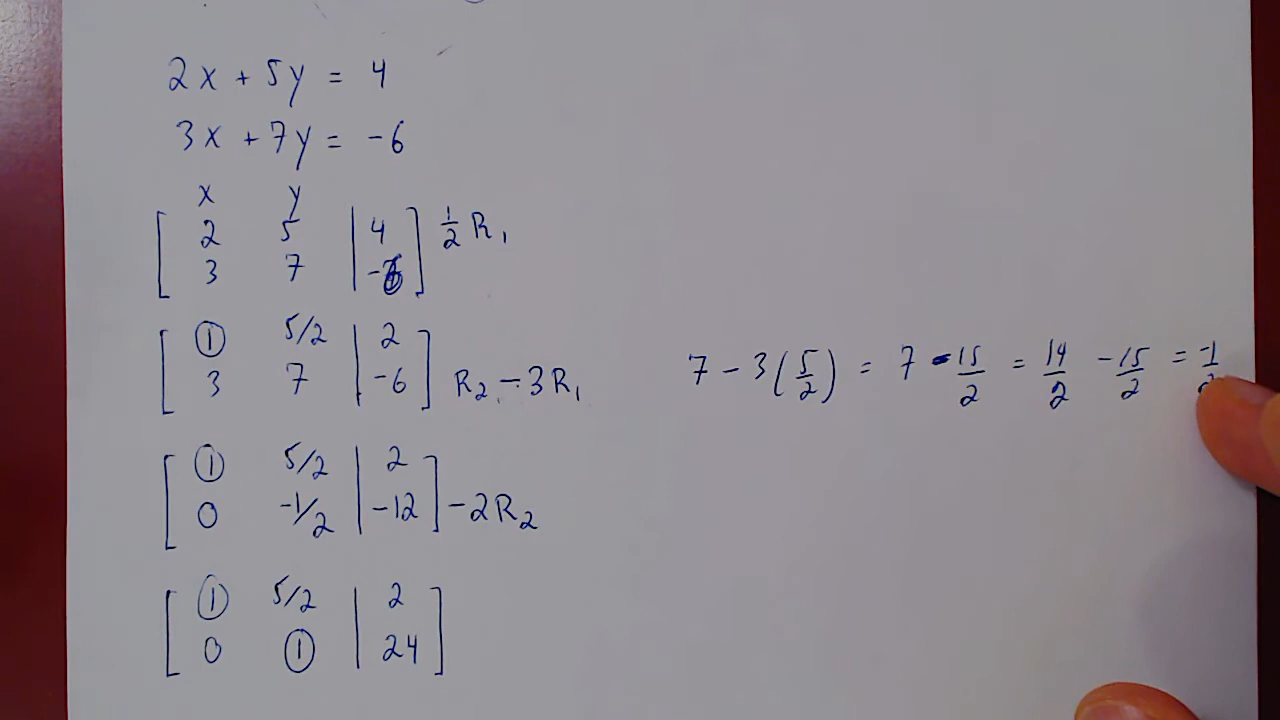 2x + 5y = 4
3x + 7y = -6
x y
[ 2 5 | 4 ] 1/2 R₁
[ 3 7 | -6 ]
[ ① 5/2 | 2 ]
[ 3 7 | -6 ] R₂ - 3R₁
7 - 3(5/2) = 7 - 15/2 = 14/2 - 15/2 = -1/2
[ ① 5/2 | 2 ]
[ 0 -1/2 | -12 ] -2R₂
[ ① 5/2 | 2 ]
[ 0 ① | 24 ]